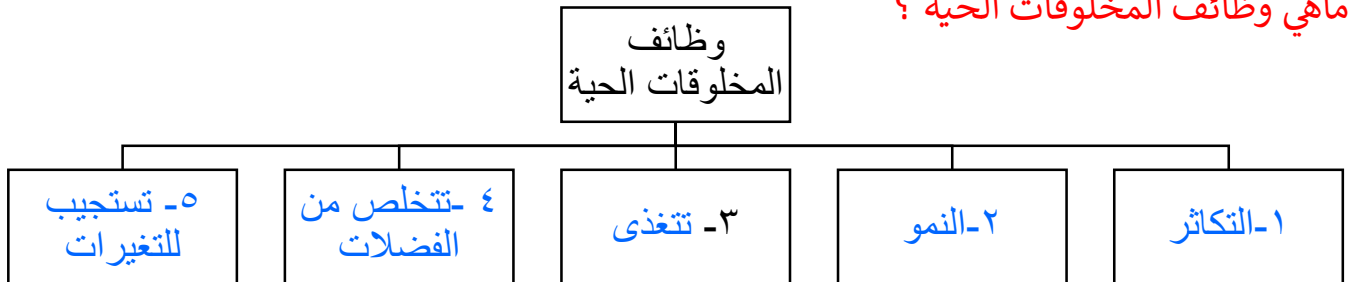 ماهي وظائف المخلوقات الحية ؟
وظائف
المخلوقات الحية
١-التكاثر
٢-النمو
٣- تتغذى
٤ -تتخلص من
الفضلات
٥- تستجيب
للتغيرات